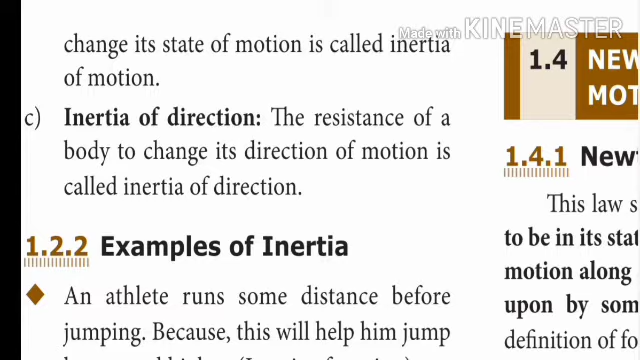 Made with KINEMASTER
change its state of motion is called inertia
of motion.
c) Inertia of direction: The resistance of a
body to change its direction of motion is
called inertia of direction.
1.2.2 Examples of Inertia
An athlete runs some distance before
jumping. Because, this will help him jump
1.4 NEW
MOT
1.4.1 Newt
This law s
to be in its stat
motion along
upon by som
definition of fo